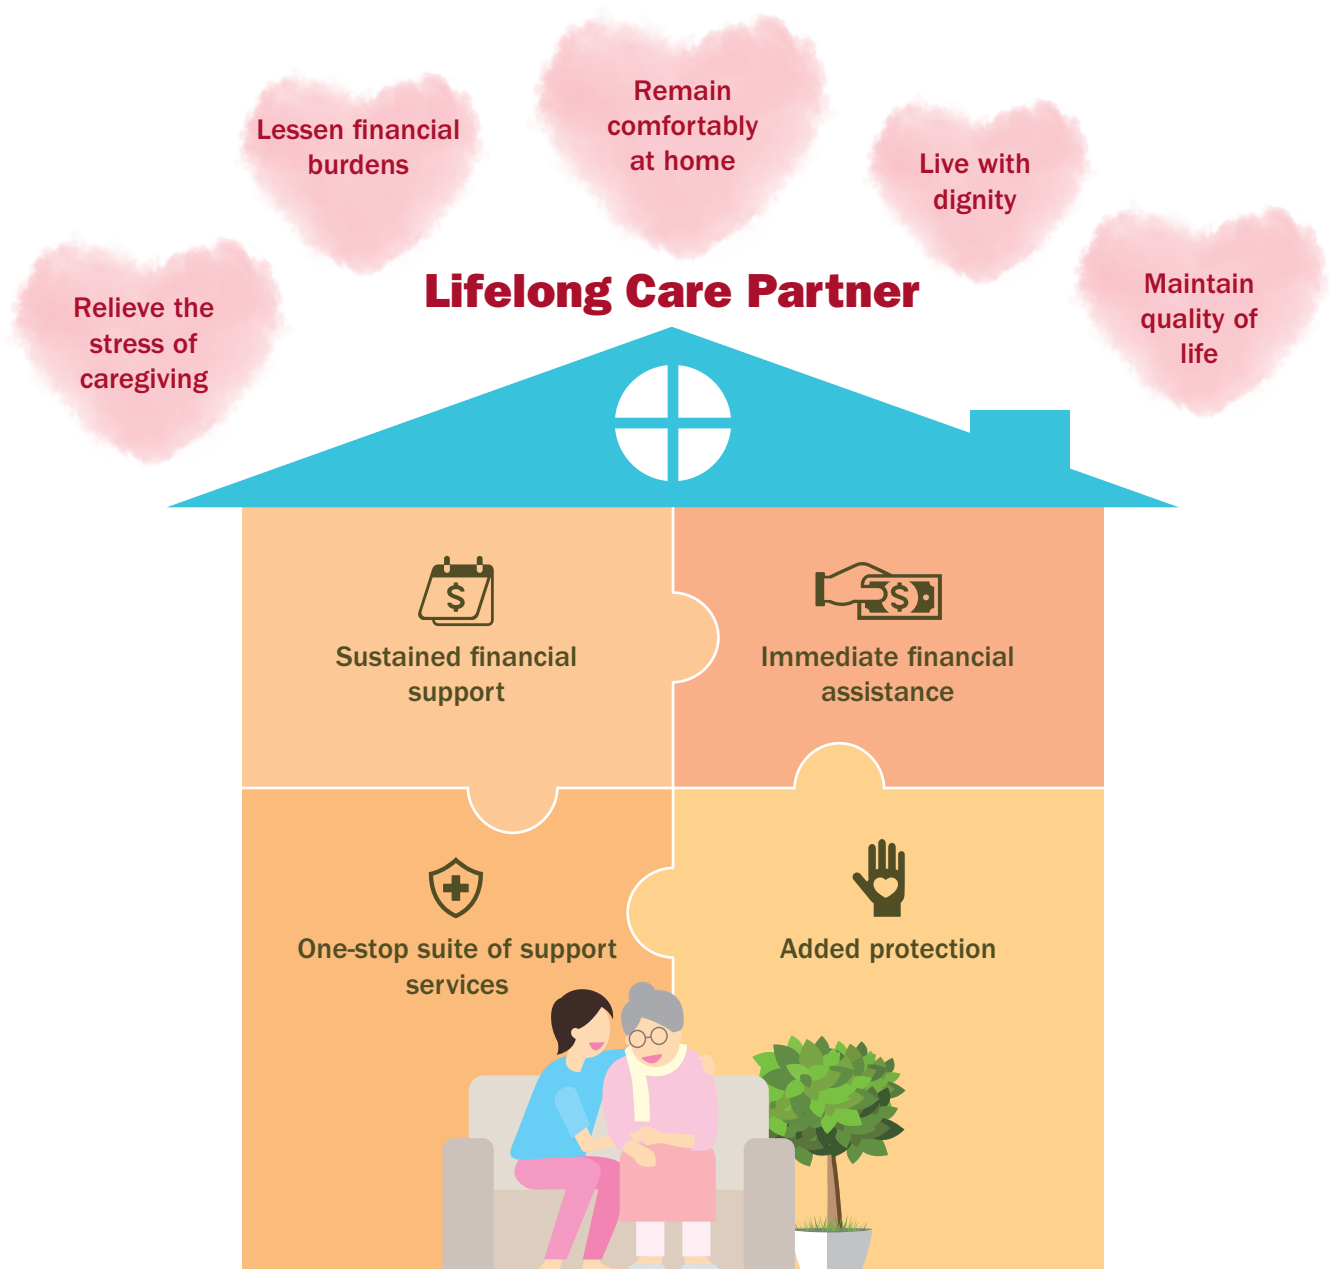 Remain
comfortably
at home
Lessen financial
burdens
Live with
dignity
Relieve the
stress of
caregiving
Maintain
quality of
life
Lifelong Care Partner
$
Sustained financial
support
$
Immediate financial
assistance
One-stop suite of support
services
Added protection